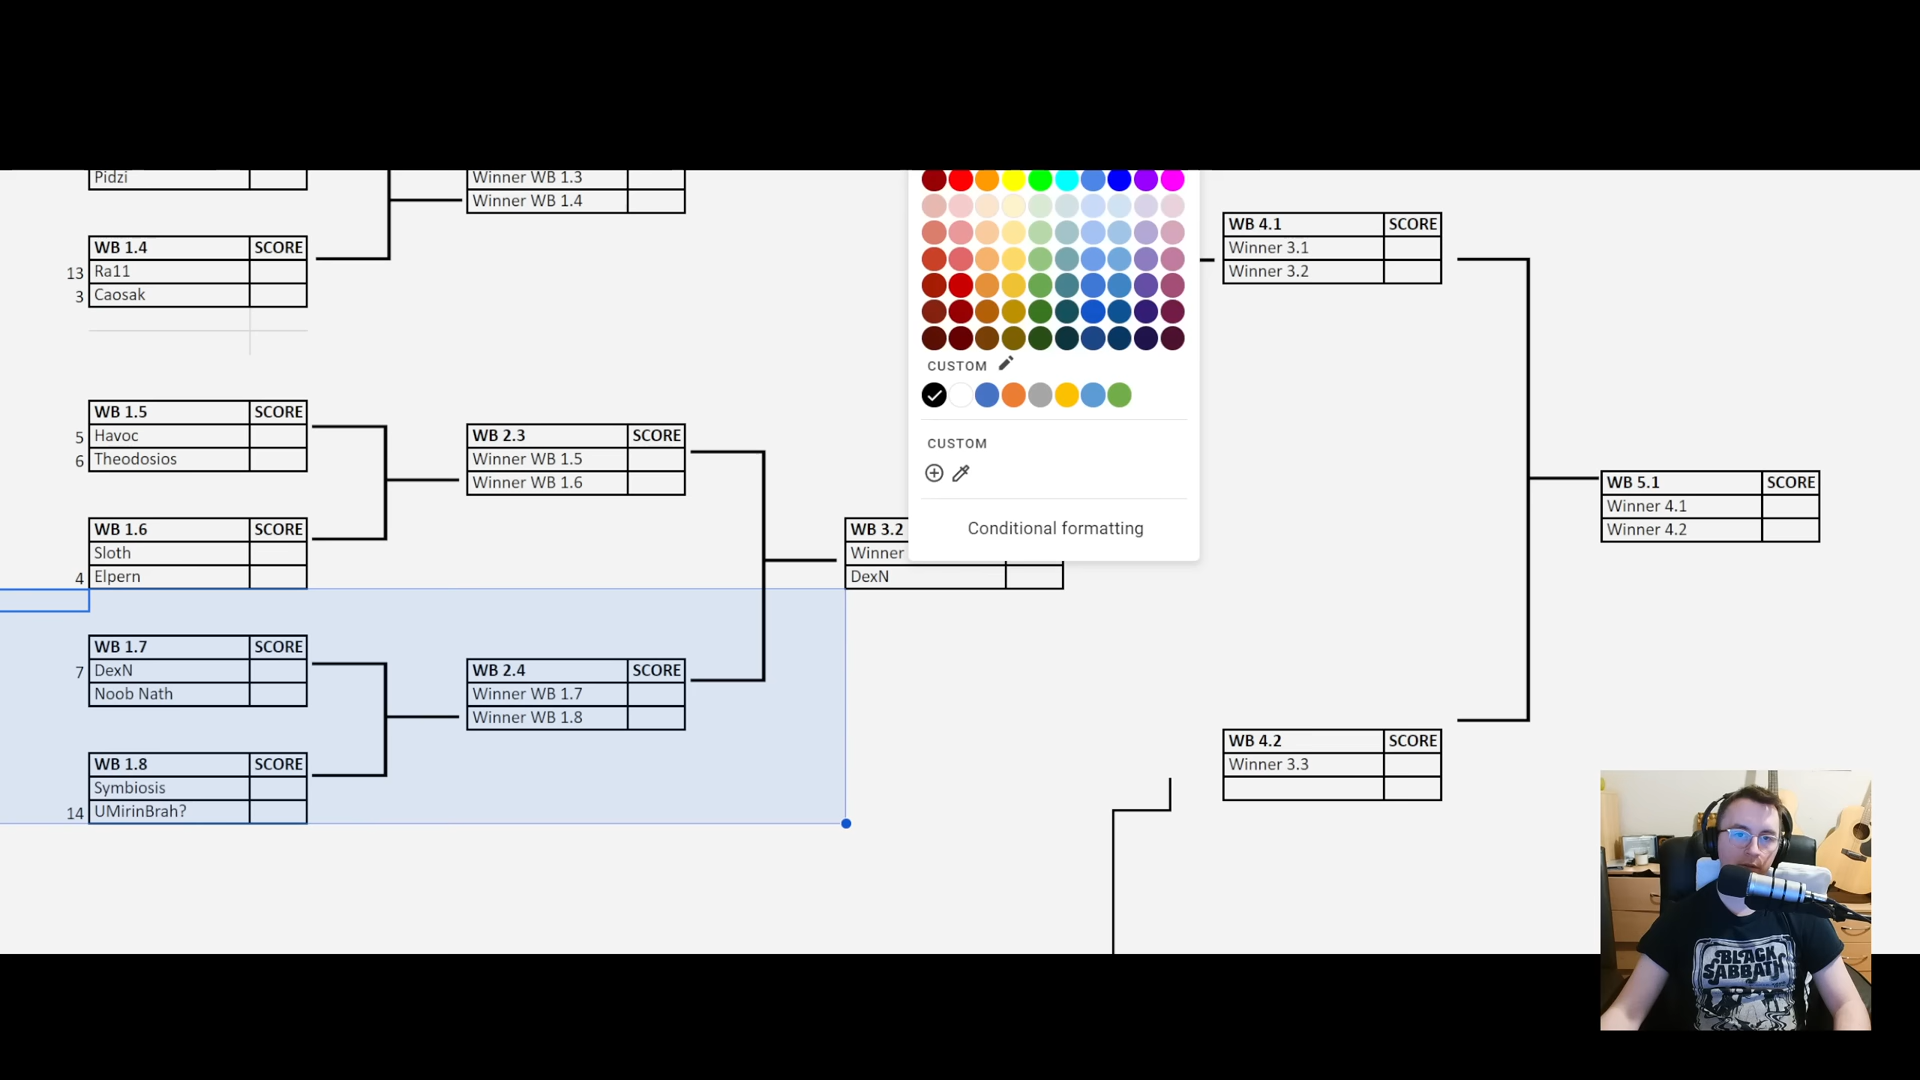 Pidzi
Winner WB 1.3
Winner WB 1.4
WB 1.4 SCORE
13 Ra11
3 Caosak
WB 1.5 SCORE
5 Havoc
6 Theodosios
WB 1.6 SCORE
Sloth
4 Elpern
WB 1.7 SCORE
7 DexN
Noob Nath
WB 1.8 SCORE
Symbiosis
14 UMirinBrah?
WB 2.3 SCORE
Winner WB 1.5
Winner WB 1.6
WB 2.4 SCORE
Winner WB 1.7
Winner WB 1.8
WB 3.2
Winner
DexN
CUSTOM
CUSTOM
Conditional formatting
WB 4.1 SCORE
Winner 3.1
Winner 3.2
WB 4.2 SCORE
Winner 3.3
WB 5.1 SCORE
Winner 4.1
Winner 4.2
BLACK
SABBATH